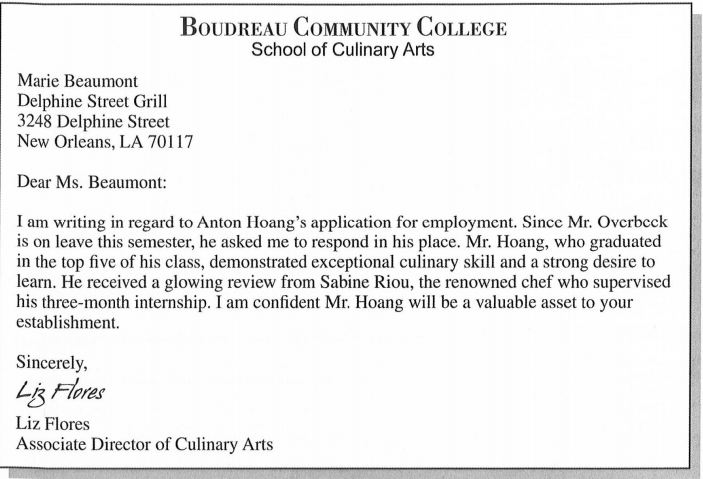 BOUDREAU COMMUNITY COLLEGE
School of Culinary Arts
Marie Beaumont
Delphine Street Grill
3248 Delphine Street
New Orleans, LA 70117
Dear Ms. Beaumont:
I am writing in regard to Anton Hoang's application for employment. Since Mr. Overbeck
is on leave this semester, he asked me to respond in his place. Mr. Hoang, who graduated
in the top five of his class, demonstrated exceptional culinary skill and a strong desire to
learn. He received a glowing review from Sabine Riou, the renowned chef who supervised
his three-month internship. I am confident Mr. Hoang will be a valuable asset to your
establishment.
Sincerely,
Liz Flores
Liz Flores
Associate Director of Culinary Arts